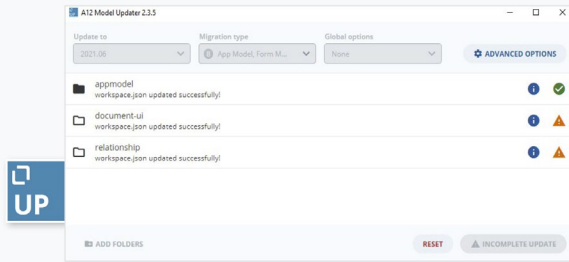 A12 Model Updater 2.3.5
Update to
Migration type
Global options
2021.06
8 App Model, Form M...
None
ADVANCED OPTIONS
appmodel
workspace.json updated successfully!
document-ui
workspace.json updated successfully!
relationship
workspace.json updated successfully!
UP
ADD FOLDERS
RESET
INCOMPLETE UPDATE